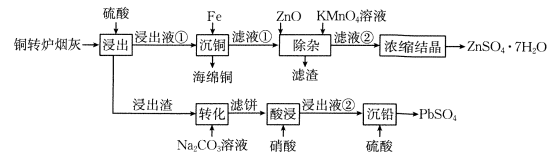 硫酸 Fe ZnO KMnO₄溶液
铜转炉烟灰 浸出 浸出液① 沉铜 滤液① 除杂 滤液② 浓缩结晶 ZnSO₄·7H₂O
海绵铜 滤渣
浸出渣 转化 滤饼 酸浸 浸出液② 沉铅 PbSO₄
Na₂CO₃溶液 硝酸 硫酸